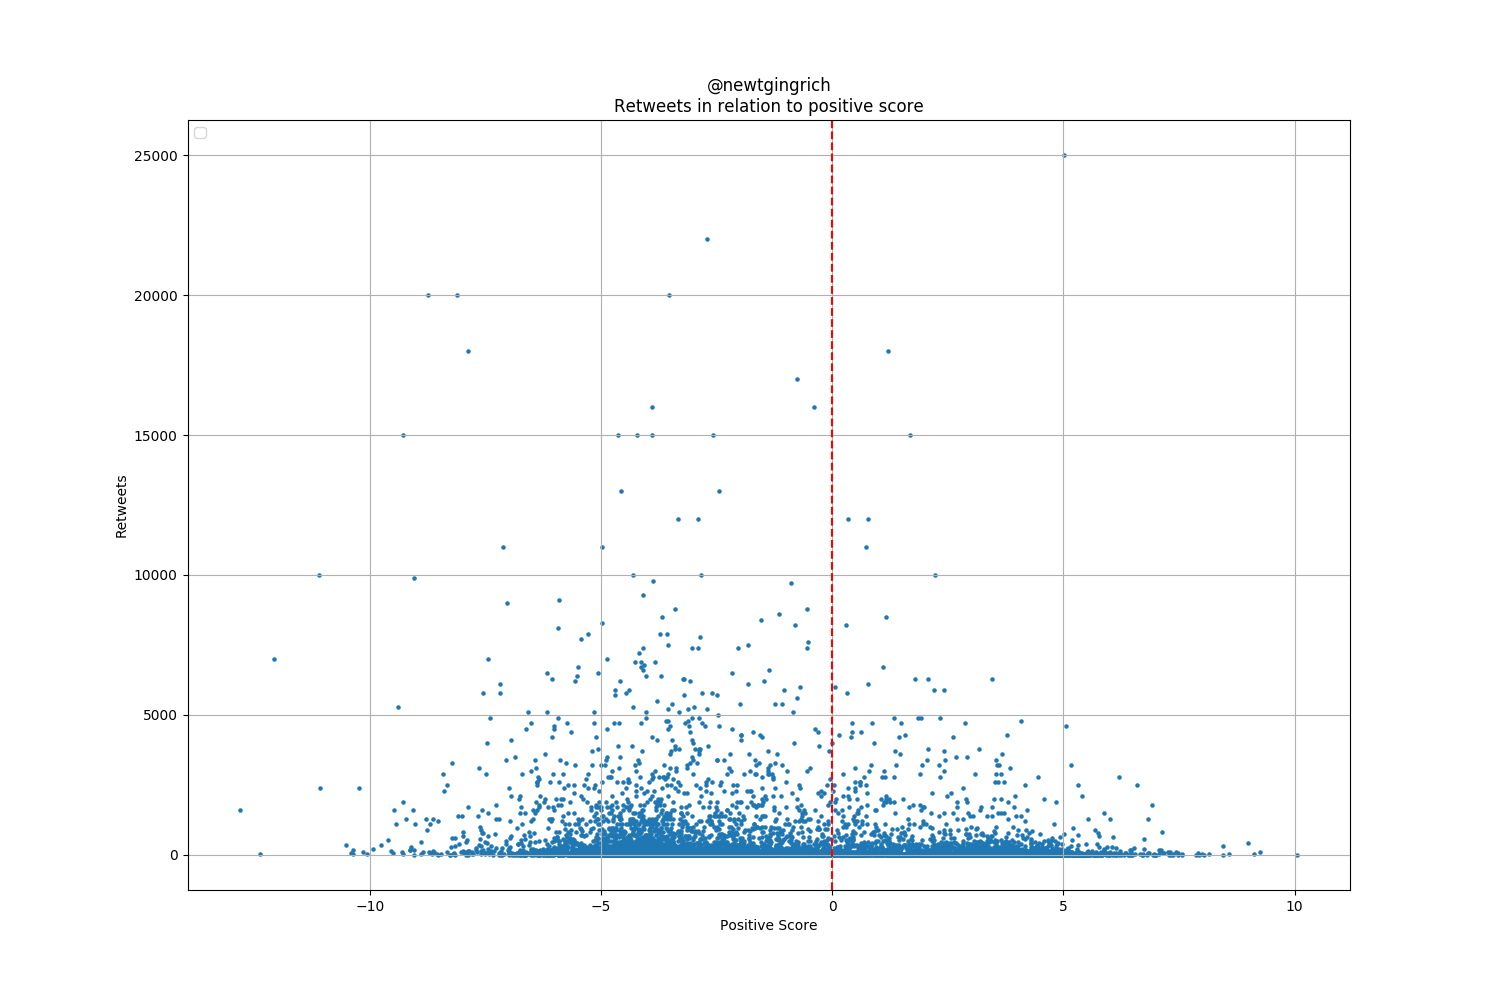 @newtgingrich
Retweets in relation to positive score
25000
20000
15000
10000
5000
0
Retweets
−10
−5
0
5
10
Positive Score